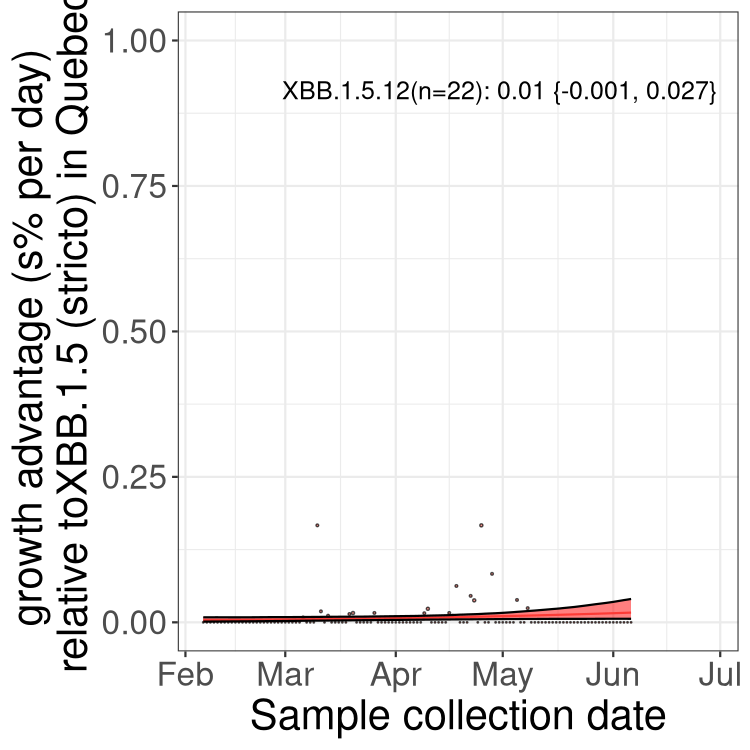 growth advantage (s% per day)
relative toXBB.1.5 (stricto) in Quebec
1.00
0.75
0.50
0.25
0.00
XBB.1.5.12(n=22): 0.01 {-0.001, 0.027}
Feb Mar Apr May Jun Jul
Sample collection date